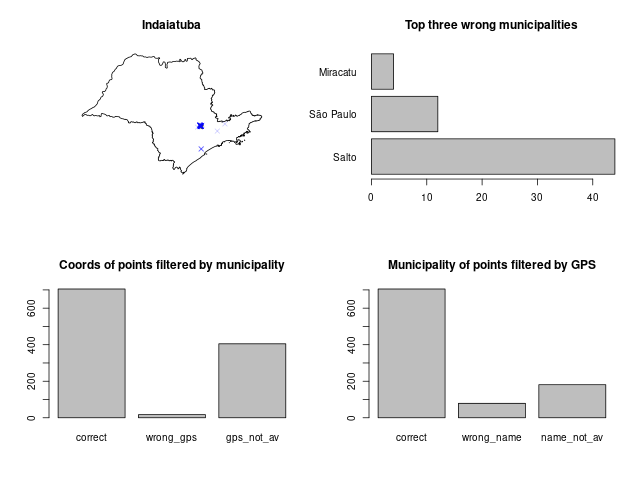 Indaiatuba
Top three wrong municipalities
Miracatu
São Paulo
Salto
0 10 20 30 40
Coords of points filtered by municipality
600
400
200
0
correct wrong_gps gps_not_av
Municipality of points filtered by GPS
600
400
200
0
correct wrong_name name_not_av